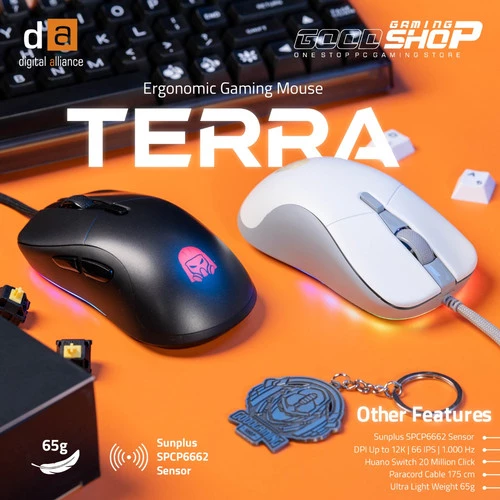 da
digital alliance
GAMING
GOODSHOP
ONE STOP PC GAMING STORE
Ergonomic Gaming Mouse
TERRA
65g
Sunplus
SPCP6662
Sensor
Other Features
Sunplus SPCP6662 Sensor
DPI Up to 12K | 66 IPS | 1.000 Hz
Huano Switch 20 Million Click
Paracord Cable 175 cm
Ultra Light Weight 65g